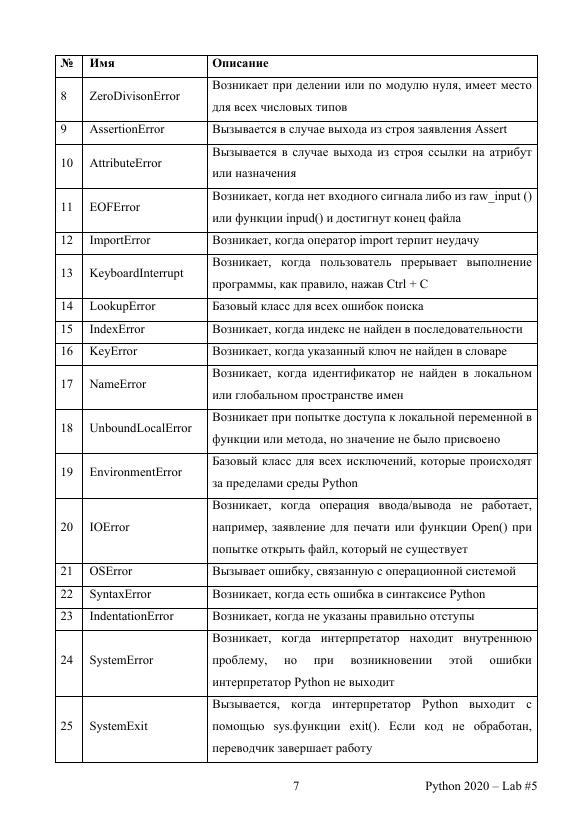 № Имя Описание
8 ZeroDivisonError Возникает при делении или по модулю нуля, имеет место
для всех числовых типов
9 AssertionError Вызывается в случае выхода из строя заявления Assert
10 AttributeError Вызывается в случае выхода из строя ссылки на атрибут
или назначения
11 EOFError Возникает, когда нет входного сигнала либо из raw_input ()
или функции inpud() и достигнут конец файла
12 ImportError Возникает, когда оператор import терпит неудачу
13 KeyboardInterrupt Возникает, когда пользователь прерывает выполнение
программы, как правило, нажав Ctrl + C
14 LookupError Базовый класс для всех ошибок поиска
15 IndexError Возникает, когда индекс не найден в последовательности
16 KeyError Возникает, когда указанный ключ не найден в словаре
17 NameError Возникает, когда идентификатор не найден в локальном
или глобальном пространстве имен
18 UnboundLocalError Возникает при попытке доступа к локальной переменной в
функции или метода, но значение не было присвоено
19 EnvironmentError Базовый класс для всех исключений, которые происходят
за пределами среды Python
20 IOError Возникает, когда операция ввода/вывода не работает,
например, заявление для печати или функции Open() при
попытке открыть файл, который не существует
21 OSError Вызывает ошибку, связанную с операционной системой
22 SyntaxError Возникает, когда есть ошибка в синтаксисе Python
23 IndentationError Возникает, когда не указаны правильно отступы
24 SystemError Возникает, когда интерпретатор находит внутреннюю
проблему, но при возникновении этой ошибки
интерпретатор Python не выходит
25 SystemExit Вызывается, когда интерпретатор Python выходит с
помощью sys.функции exit(). Если код не обработан,
переводчик завершает работу
7 Python 2020 – Lab #5